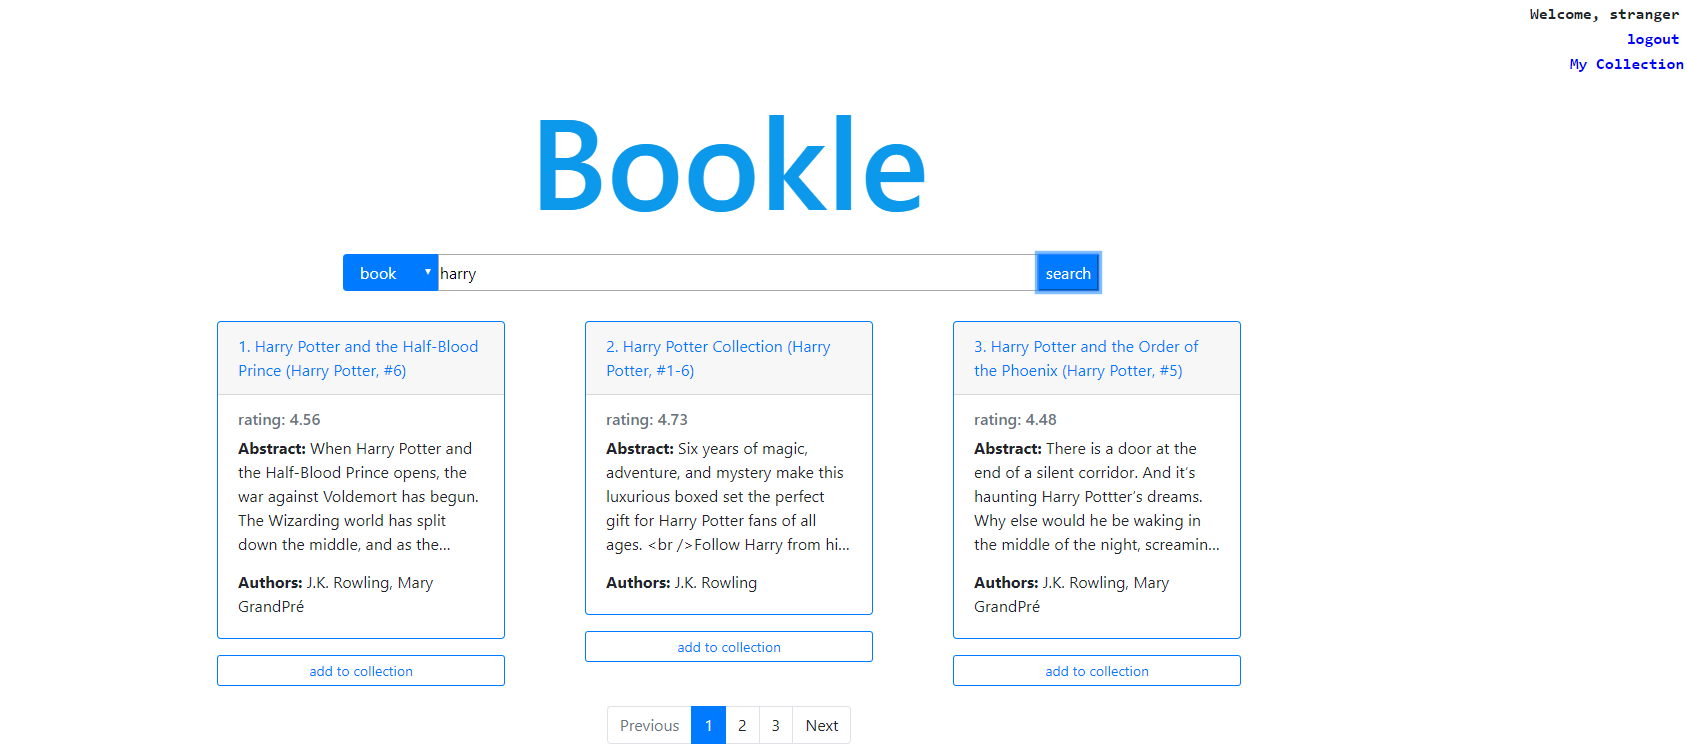 Welcome, stranger
logout
My Collection
Bookle
book
harry
search
1. Harry Potter and the Half-Blood
Prince (Harry Potter, #6)
rating: 4.56
Abstract: When Harry Potter and
the Half-Blood Prince opens, the
war against Voldemort has begun.
The Wizarding world has split
down the middle, and as the...
Authors: J.K. Rowling, Mary
GrandPré
add to collection
2. Harry Potter Collection (Harry
Potter, #1-6)
rating: 4.73
Abstract: Six years of magic,
adventure, and mystery make this
luxurious boxed set the perfect
gift for Harry Potter fans of all
ages. <br />Follow Harry from hi...
Authors: J.K. Rowling
add to collection
3. Harry Potter and the Order of
the Phoenix (Harry Potter, #5)
rating: 4.48
Abstract: There is a door at the
end of a silent corridor. And it’s
haunting Harry Pottter’s dreams.
Why else would he be waking in
the middle of the night, screamin...
Authors: J.K. Rowling, Mary
GrandPré
add to collection
Previous 1 2 3 Next